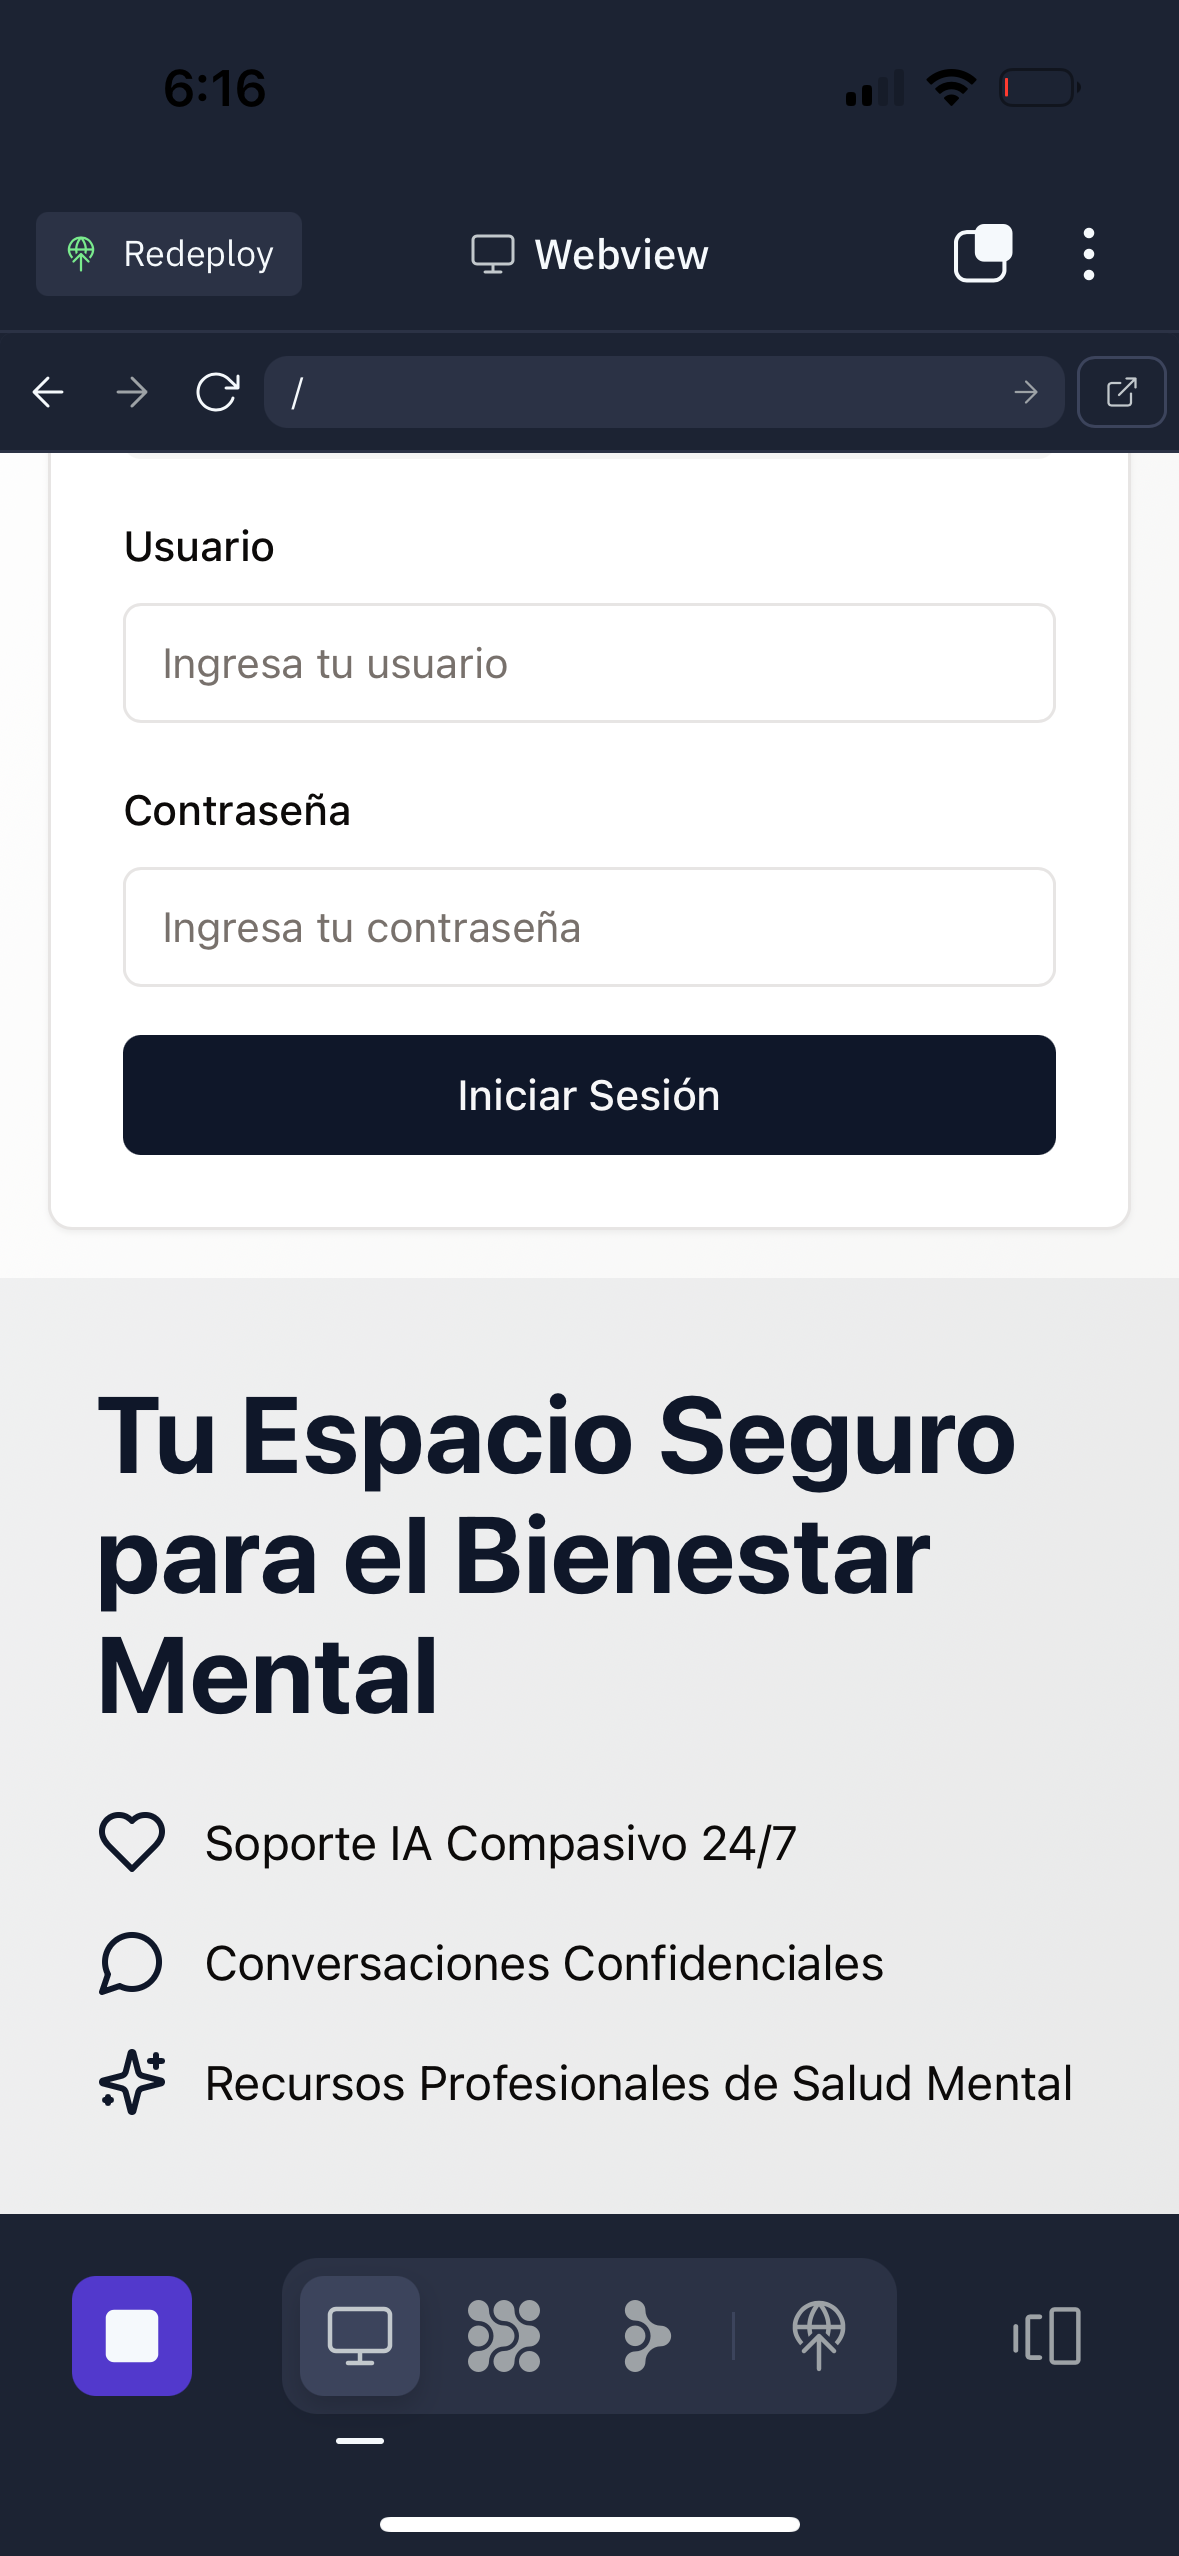 6:16
Redeploy
Webview
/
Usuario
Ingresa tu usuario
Contraseña
Ingresa tu contraseña
Iniciar Sesión
Tu Espacio Seguro
para el Bienestar
Mental
Soporte IA Compasivo 24/7
Conversaciones Confidenciales
Recursos Profesionales de Salud Mental